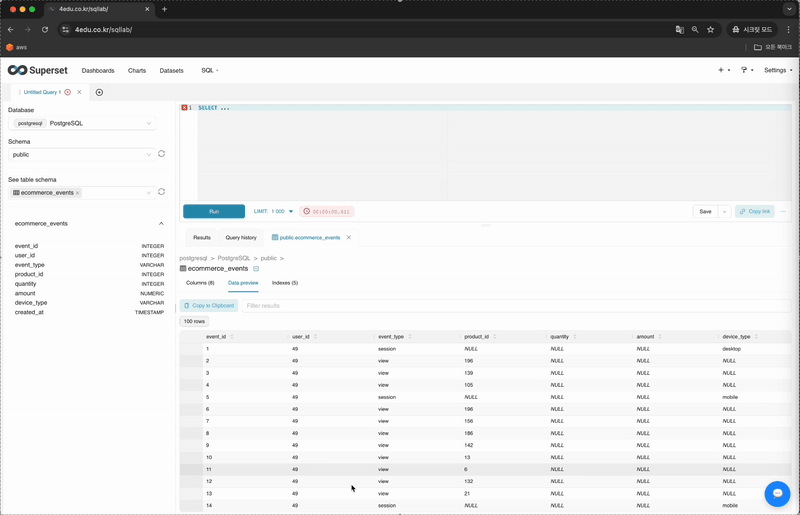 4edu.co.kr/sqllab/
4edu.co.kr/sqllab/
시크릿 모드
aws
모든 북마크
Superset Dashboards Charts Datasets SQL Settings
Untitled Query 1
Database
postgresql PostgreSQL
Schema
public
See table schema
ecommerce_events
ecommerce_events
event_id INTEGER
user_id INTEGER
event_type VARCHAR
product_id INTEGER
quantity INTEGER
amount NUMERIC
device_type VARCHAR
created_at TIMESTAMP
1 SELECT ...
Run LIMIT: 1 000 Save Copy link
Results Query history public.ecommerce_events
postgresql > PostgreSQL > public >
ecommerce_events
Columns (8) Data preview Indexes (5)
Copy to Clipboard Filter results
100 rows
event_id user_id event_type product_id quantity amount device_type
1 49 session NULL NULL NULL desktop
2 49 view 196 NULL NULL NULL
3 49 view 139 NULL NULL NULL
4 49 view 105 NULL NULL NULL
5 49 session NULL NULL NULL mobile
6 49 view 196 NULL NULL NULL
7 49 view 156 NULL NULL NULL
8 49 view 186 NULL NULL NULL
9 49 view 142 NULL NULL NULL
10 49 view 13 NULL NULL NULL
11 49 view 6 NULL NULL NULL
12 49 view 132 NULL NULL NULL
13 49 view 21 NULL NULL NULL
14 49 session NULL NULL NULL mobile